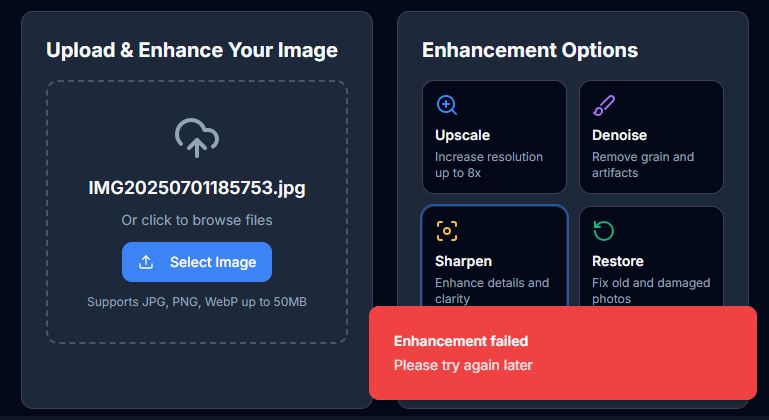 Upload & Enhance Your Image
IMG20250701185753.jpg
Or click to browse files
Select Image
Supports JPG, PNG, WebP up to 50MB
Enhancement Options
Upscale
Increase resolution
up to 8x
Denoise
Remove grain and
artifacts
Sharpen
Enhance details and
clarity
Restore
Fix old and damaged
photos
Enhancement failed
Please try again later